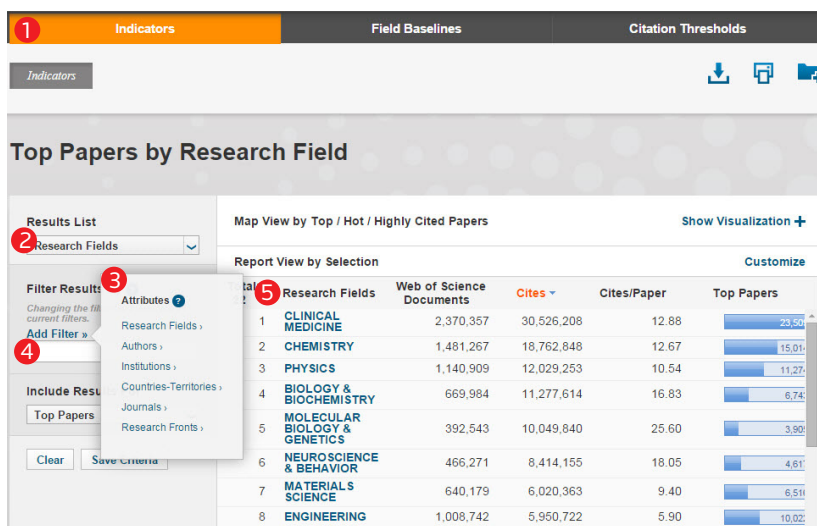 1 Indicators Field Baselines Citation Thresholds
Indicators
Top Papers by Research Field
Results List
2 Research Fields
Map View by Top / Hot / Highly Cited Papers Show Visualization +
Report View by Selection Customize
Filter Results
Changing the
current filters.
Add Filter »
4
Include
Top Papers
Clear Save Criteria
3
Attributes ?
Research Fields ›
Authors ›
Institutions ›
Countries-Territories ›
Journals ›
Research Fronts ›
5 Research Fields Web of Science Documents Cites Cites/Paper Top Papers
1 CLINICAL MEDICINE 2,370,357 30,526,208 12.88
2 CHEMISTRY 1,481,267 18,762,848 12.67
3 PHYSICS 1,140,909 12,029,253 10.54
4 BIOLOGY & BIOCHEMISTRY 669,984 11,277,614 16.83
5 MOLECULAR BIOLOGY & GENETICS 392,543 10,049,840 25.60
6 NEUROSCIENCE & BEHAVIOR 466,271 8,414,155 18.05
7 MATERIALS SCIENCE 640,179 6,020,363 9.40
8 ENGINEERING 1,008,742 5,950,722 5.90